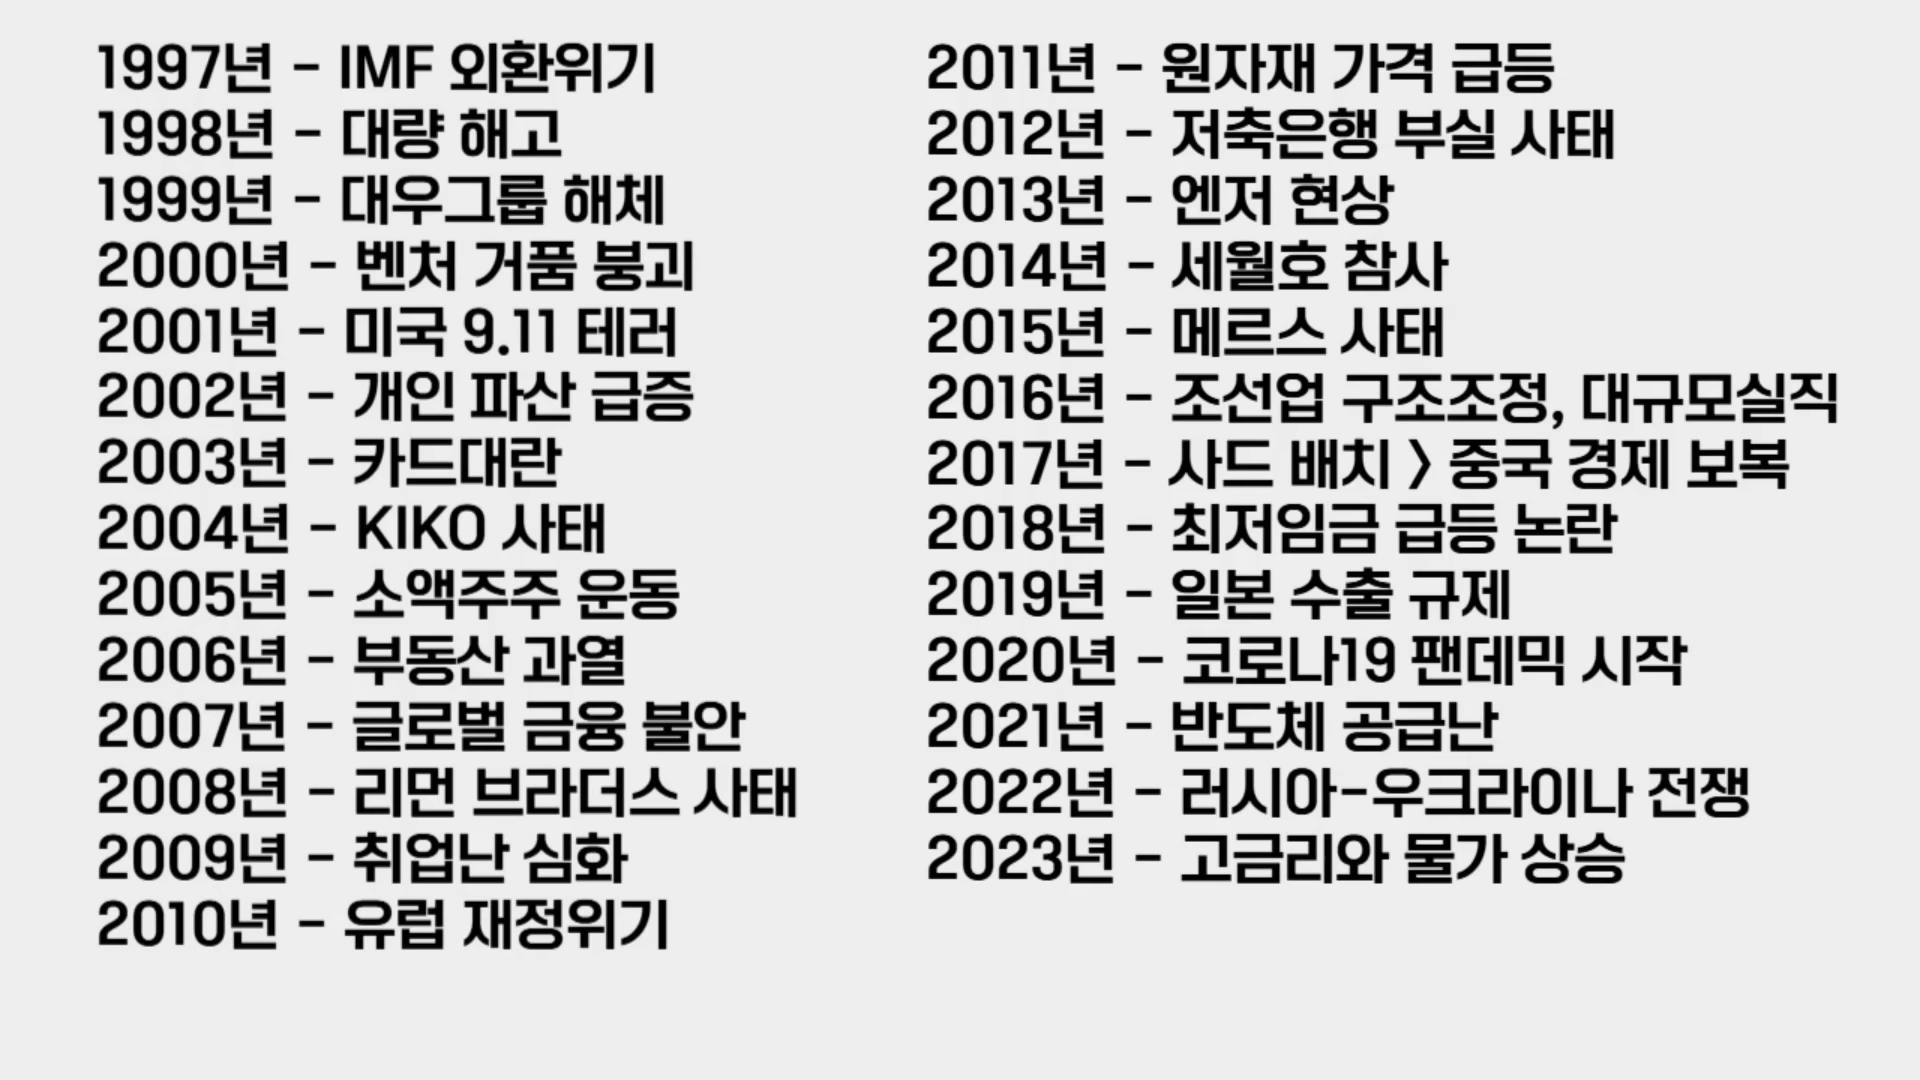 1997년 - IMF 외환위기
1998년 - 대량 해고
1999년 - 대우그룹 해체
2000년 - 벤처 거품 붕괴
2001년 - 미국 9.11 테러
2002년 - 개인 파산 급증
2003년 - 카드대란
2004년 - KIKO 사태
2005년 - 소액주주 운동
2006년 - 부동산 과열
2007년 - 글로벌 금융 불안
2008년 - 리먼 브라더스 사태
2009년 - 취업난 심화
2010년 - 유럽 재정위기
2011년 - 원자재 가격 급등
2012년 - 저축은행 부실 사태
2013년 - 엔저 현상
2014년 - 세월호 참사
2015년 - 메르스 사태
2016년 - 조선업 구조조정, 대규모실직
2017년 - 사드 배치 > 중국 경제 보복
2018년 - 최저임금 급등 논란
2019년 - 일본 수출 규제
2020년 - 코로나19 팬데믹 시작
2021년 - 반도체 공급난
2022년 - 러시아-우크라이나 전쟁
2023년 - 고금리와 물가 상승